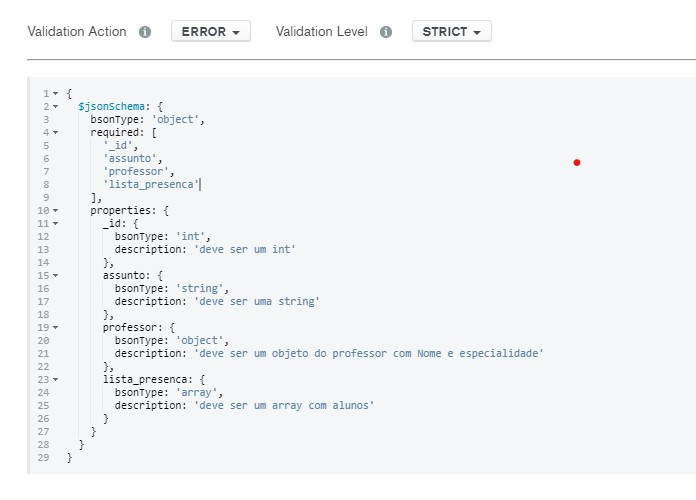 Validation Action ERROR Validation Level STRICT
1 {
2 $jsonSchema: {
3 bsonType: 'object',
4 required: [
5 '_id',
6 'assunto',
7 'professor',
8 'lista_presenca'
9 ],
10 properties: {
11 _id: {
12 bsonType: 'int',
13 description: 'deve ser um int'
14 },
15 assunto: {
16 bsonType: 'string',
17 description: 'deve ser uma string'
18 },
19 professor: {
20 bsonType: 'object',
21 description: 'deve ser um objeto do professor com Nome e especialidade'
22 },
23 lista_presenca: {
24 bsonType: 'array',
25 description: 'deve ser um array com alunos'
26 }
27 }
28 }
29 }